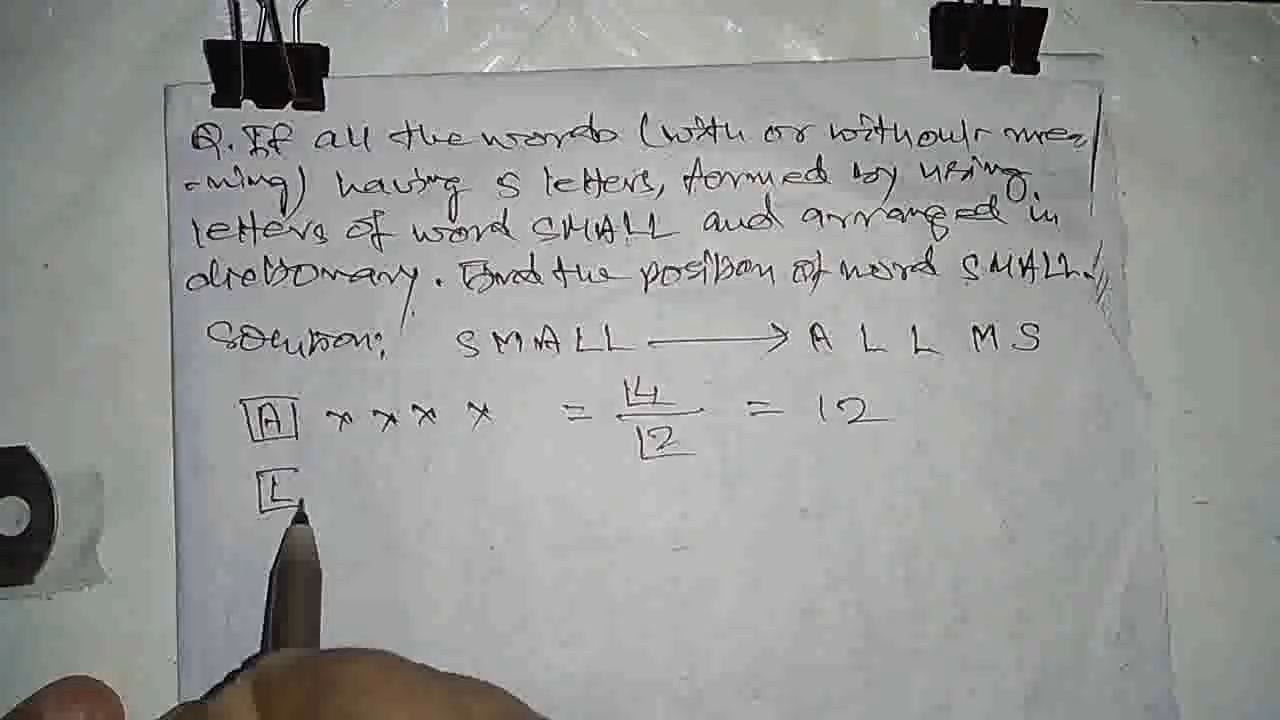 Q. If all the words (with or without mea-
-ning) having 5 letters, formed by using
letters of word SMALL and arranged in
dictionary. Find the position of word SMALL.
Solution: SMALL ⟶ A L L M S
A × × × × = ⌊4 / ⌊2 = 12
L